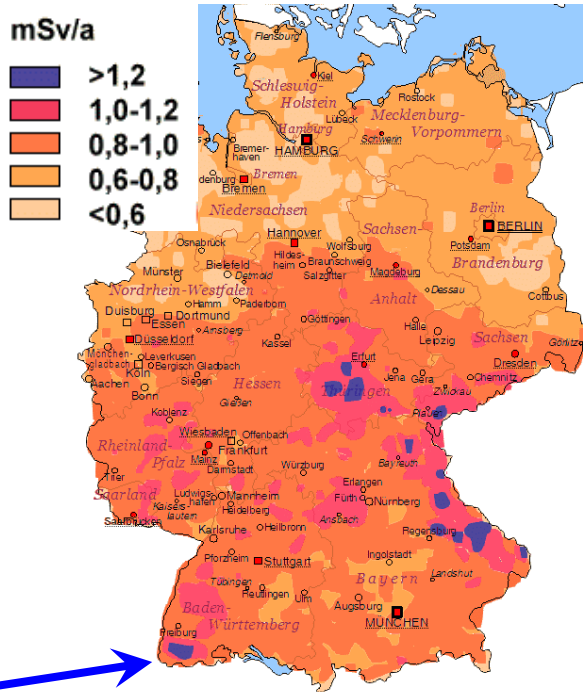 mSv/a
>1,2
1,0-1,2
0,8-1,0
0,6-0,8
<0,6
Flensburg
Kiel
Schleswig-
Holstein
Rostock
Lübeck
Mecklenburg-
Vorpommern
Hamburg
HAMBURG
Schwerin
Bremer-
haven
denburg
Bremen
Bremen
Niedersachsen
Berlin
BERLIN
Potsdam
Brandenburg
Sachsen-
Hannover
Wolfsburg
Osnabrück
Hildes-
heim
Braunschweig
Salzgitter
Magdeburg
Bielefeld
Detmold
Münster
Nordrhein-Westfalen
Anhalt
Dessau
Cottbus
Hamm
Paderborn
Duisburg
Dortmund
Essen
Göttingen
Halle
Leipzig
Sachsen
Görlitz
Arnsberg
Düsseldorf
Kassel
Dresden
Mönchen-
gladbach
Leverkusen
Bergisch Gladbach
Köln
Erfurt
Jena
Gera
Chemnitz
Aachen
Siegen
Hessen
Thüringen
Zwickau
Bonn
Gießen
Plauen
Koblenz
Wiesbaden
Offenbach
Frankfurt
Rheinland-
Pfalz
Mainz
Darmstadt
Würzburg
Bayreuth
Trier
Erlangen
Saarland
Ludwigs-
hafen
Mannheim
Fürth
Nürnberg
Kaisers-
lautern
Heidelberg
Ansbach
Saarbrücken
Heilbronn
Regensburg
Karlsruhe
Pforzheim
Stuttgart
Ingolstadt
Bayern
Landshut
Tübingen
Reutlingen
Ulm
Augsburg
Baden-
Württemberg
MÜNCHEN
Freiburg